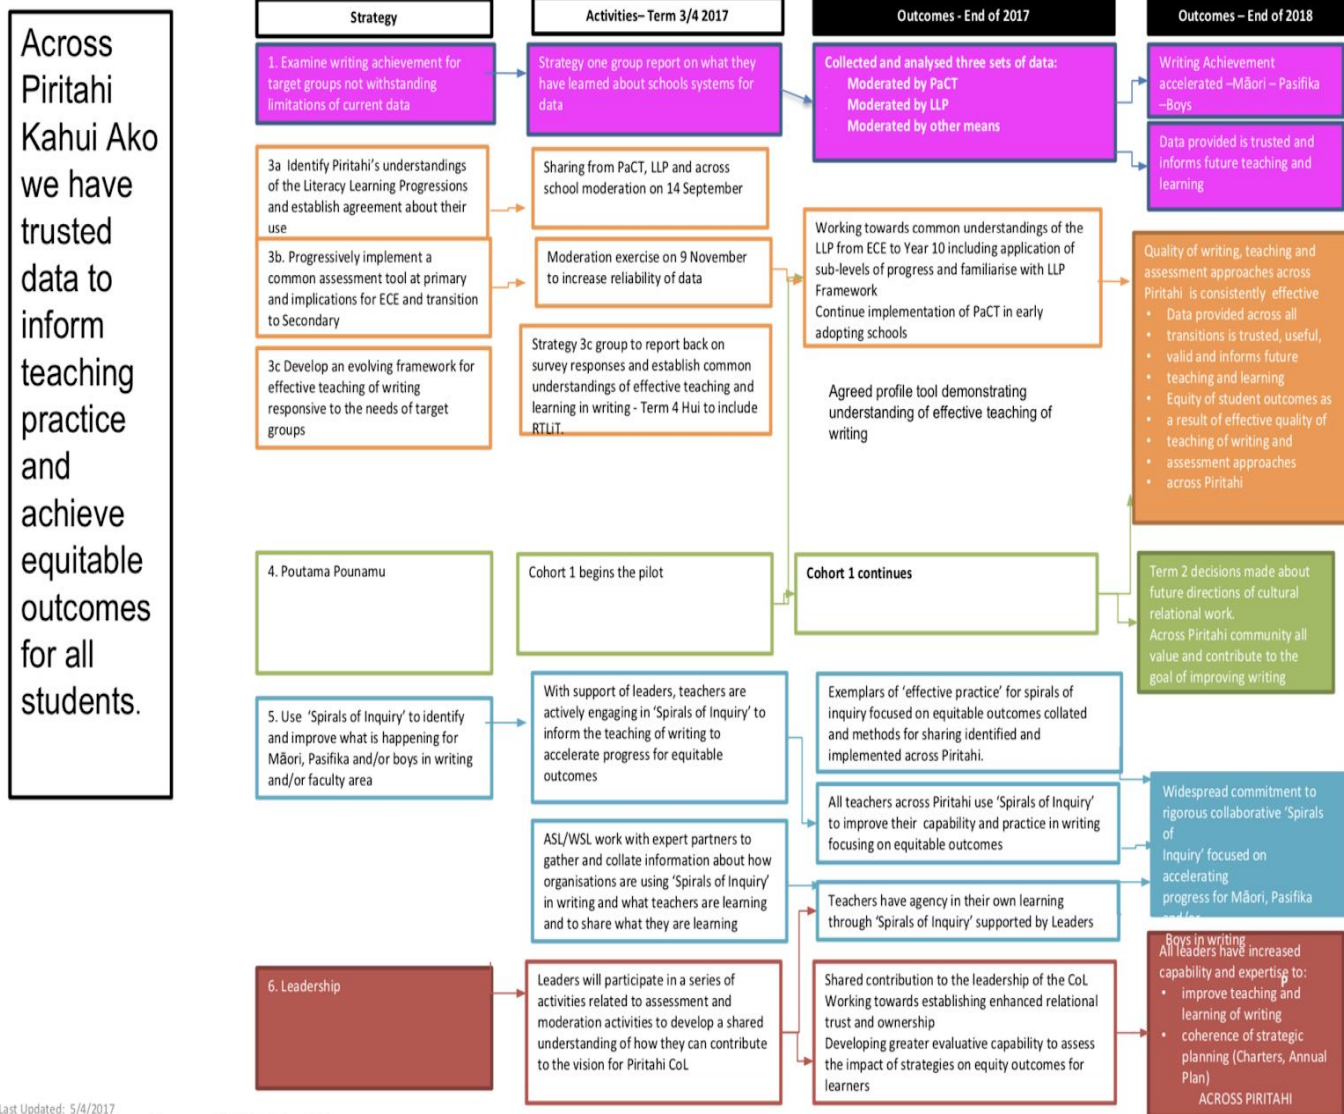 Across
Piritahi
Kahui Ako
we have
trusted
data to
inform
teaching
practice
and
achieve
equitable
outcomes
for all
students.
Strategy
Activities– Term 3/4 2017
Outcomes - End of 2017
Outcomes – End of 2018
1. Examine writing achievement for
target groups not withstanding
limitations of current data
Strategy one group report on what they
have learned about schools systems for
data
Collected and analysed three sets of data:
Moderated by PaCT
Moderated by LLP
Moderated by other means
Writing Achievement
accelerated –Māori – Pasifika
–Boys
Data provided is trusted and
informs future teaching and
learning
3a Identify Piritahi's understandings
of the Literacy Learning Progressions
and establish agreement about their
use
Sharing from PaCT, LLP and across
school moderation on 14 September
3b. Progressively implement a
common assessment tool at primary
and implications for ECE and transition
to Secondary
Moderation exercise on 9 November
to increase reliability of data
3c Develop an evolving framework for
effective teaching of writing
responsive to the needs of target
groups
Strategy 3c group to report back on
survey responses and establish common
understandings of effective teaching and
learning in writing - Term 4 Hui to include
RTLiT.
Working towards common understandings of the
LLP from ECE to Year 10 including application of
sub-levels of progress and familiarise with LLP
Framework
Continue implementation of PaCT in early
adopting schools
Agreed profile tool demonstrating
understanding of effective teaching of
writing
Quality of writing, teaching and
assessment approaches across
Piritahi is consistently effective
• Data provided across all
• transitions is trusted, useful,
• valid and informs future
• teaching and learning
• Equity of student outcomes as
• a result of effective quality of
• teaching of writing and
• assessment approaches
• across Piritahi
4. Poutama Pounamu
Cohort 1 begins the pilot
Cohort 1 continues
Term 2 decisions made about
future directions of cultural
relational work.
Across Piritahi community all
value and contribute to the
goal of improving writing
5. Use 'Spirals of Inquiry' to identify
and improve what is happening for
Māori, Pasifika and/or boys in writing
and/or faculty area
With support of leaders, teachers are
actively engaging in 'Spirals of Inquiry' to
inform the teaching of writing to
accelerate progress for equitable
outcomes
ASL/WSL work with expert partners to
gather and collate information about how
organisations are using 'Spirals of Inquiry'
in writing and what teachers are learning
and to share what they are learning
Exemplars of 'effective practice' for spirals of
inquiry focused on equitable outcomes collated
and methods for sharing identified and
implemented across Piritahi.
All teachers across Piritahi use 'Spirals of Inquiry'
to improve their capability and practice in writing
focusing on equitable outcomes
Teachers have agency in their own learning
through 'Spirals of Inquiry' supported by Leaders
Widespread commitment to
rigorous collaborative 'Spirals
of
Inquiry' focused on
accelerating
progress for Māori, Pasifika
and/or
Boys in writing
6. Leadership
Leaders will participate in a series of
activities related to assessment and
moderation activities to develop a shared
understanding of how they can contribute
to the vision for Piritahi CoL
Shared contribution to the leadership of the CoL
Working towards establishing enhanced relational
trust and ownership
Developing greater evaluative capability to assess
the impact of strategies on equity outcomes for
learners
All leaders have increased
capability and expertise to:
P
• improve teaching and
learning of writing
• coherence of strategic
planning (Charters, Annual
Plan)
ACROSS PIRITAHI
Last Updated: 5/4/2017